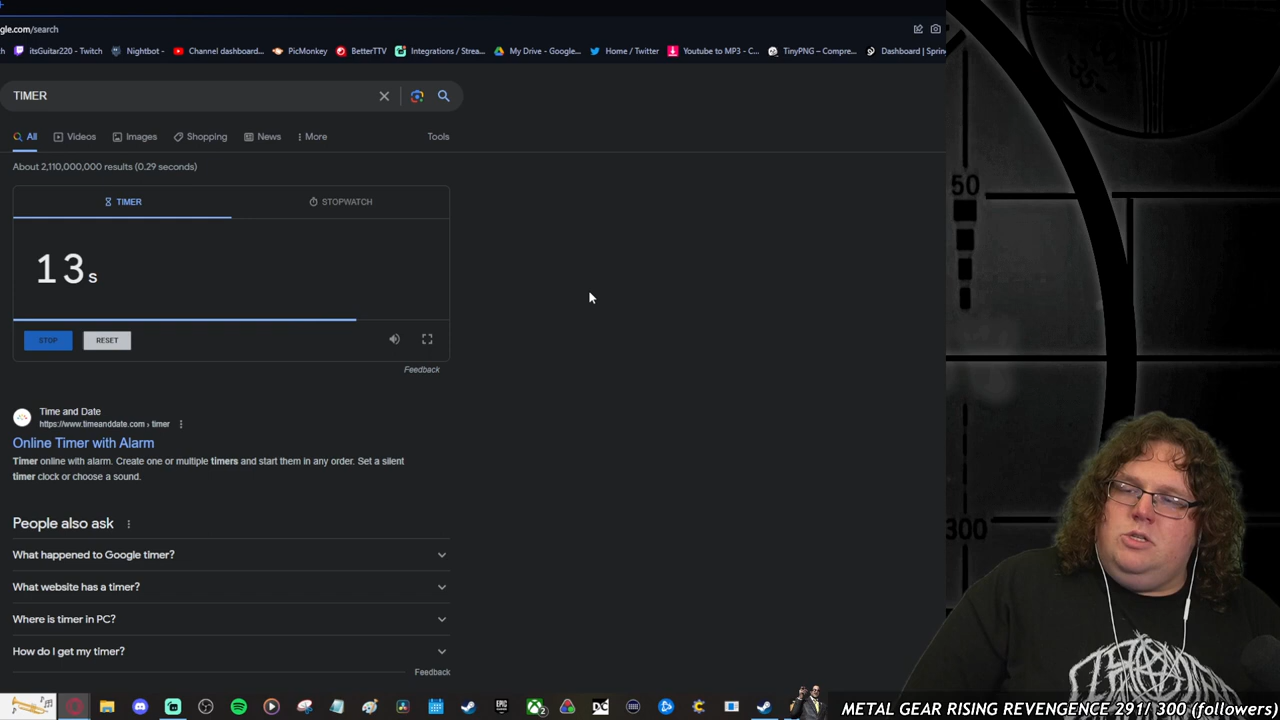 gle.com/search
itsGuitar220 - Twitch
Nightbot -
Channel dashboard...
PicMonkey
BetterTTV
Integrations / Strea...
My Drive - Google...
Home / Twitter
Youtube to MP3 - C...
TinyPNG – Compre...
Dashboard | Sprin
TIMER
All
Videos
Images
Shopping
News
More
Tools
About 2,110,000,000 results (0.29 seconds)
TIMER
STOPWATCH
13s
STOP
RESET
Feedback
Time and Date
https://www.timeanddate.com › timer
Online Timer with Alarm
Timer online with alarm. Create one or multiple timers and start them in any order. Set a silent
timer clock or choose a sound.
People also ask
What happened to Google timer?
What website has a timer?
Where is timer in PC?
How do I get my timer?
Feedback
50
300
EPIC
2
DC
METAL GEAR RISING REVENGENCE 291/ 300 (followers)